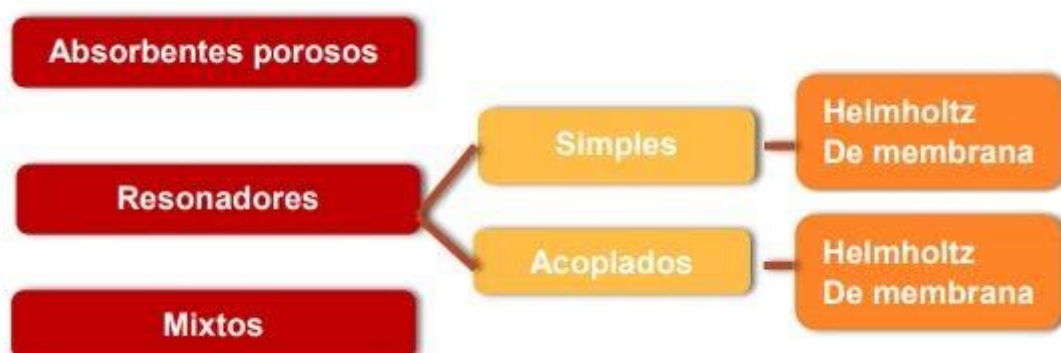 Absorbentes porosos
Resonadores
Mixtos
Simples
Acoplados
Helmholtz
De membrana
Helmholtz
De membrana